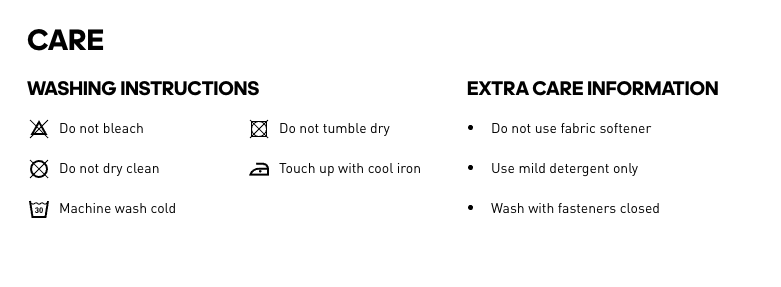 CARE
WASHING INSTRUCTIONS
Do not bleach
Do not dry clean
30 Machine wash cold
Do not tumble dry
Touch up with cool iron
EXTRA CARE INFORMATION
• Do not use fabric softener
• Use mild detergent only
• Wash with fasteners closed